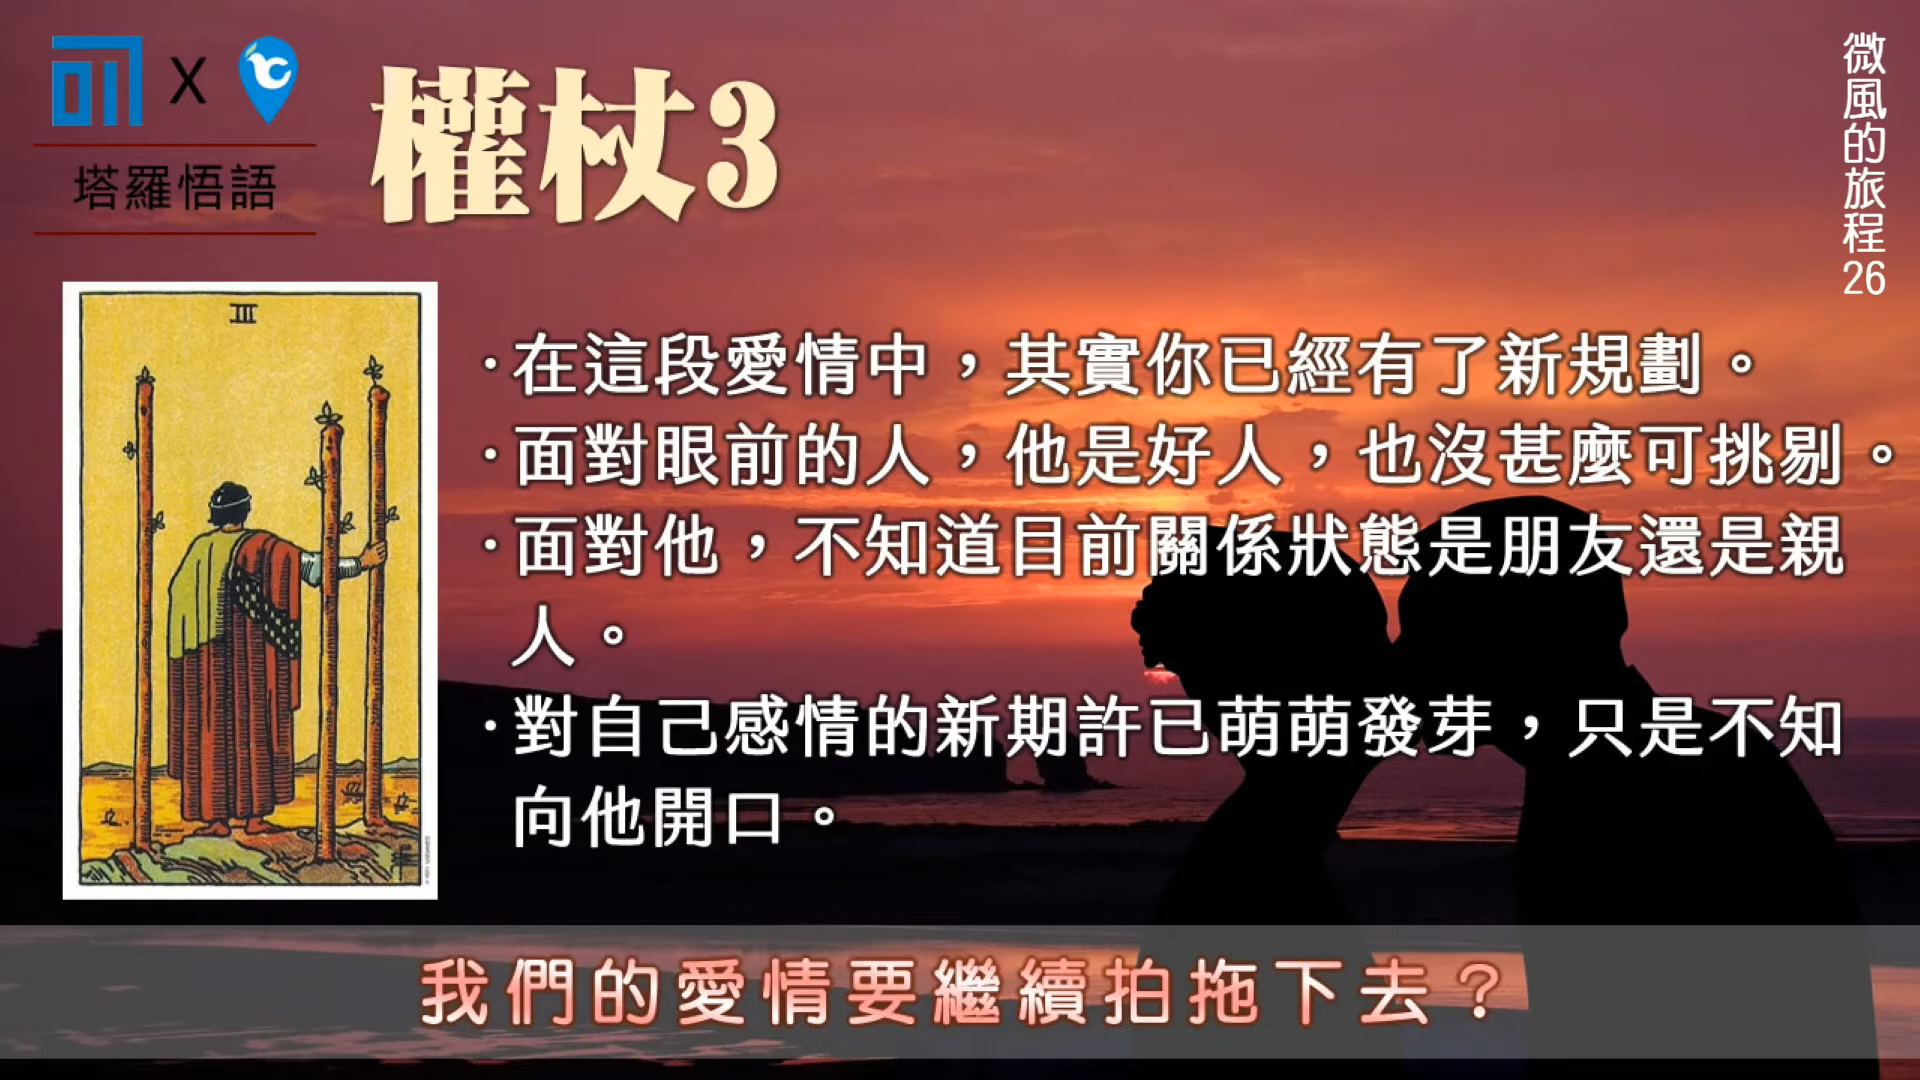 X
塔羅悟語
權杖3
微風的旅程26
III
·在這段愛情中，其實你已經有了新規劃。
·面對眼前的人，他是好人，也沒甚麼可挑剔。
·面對他，不知道目前關係狀態是朋友還是親
人。
·對自己感情的新期許已萌萌發芽，只是不知
向他開口。
我們的愛情要繼續拍拖下去？